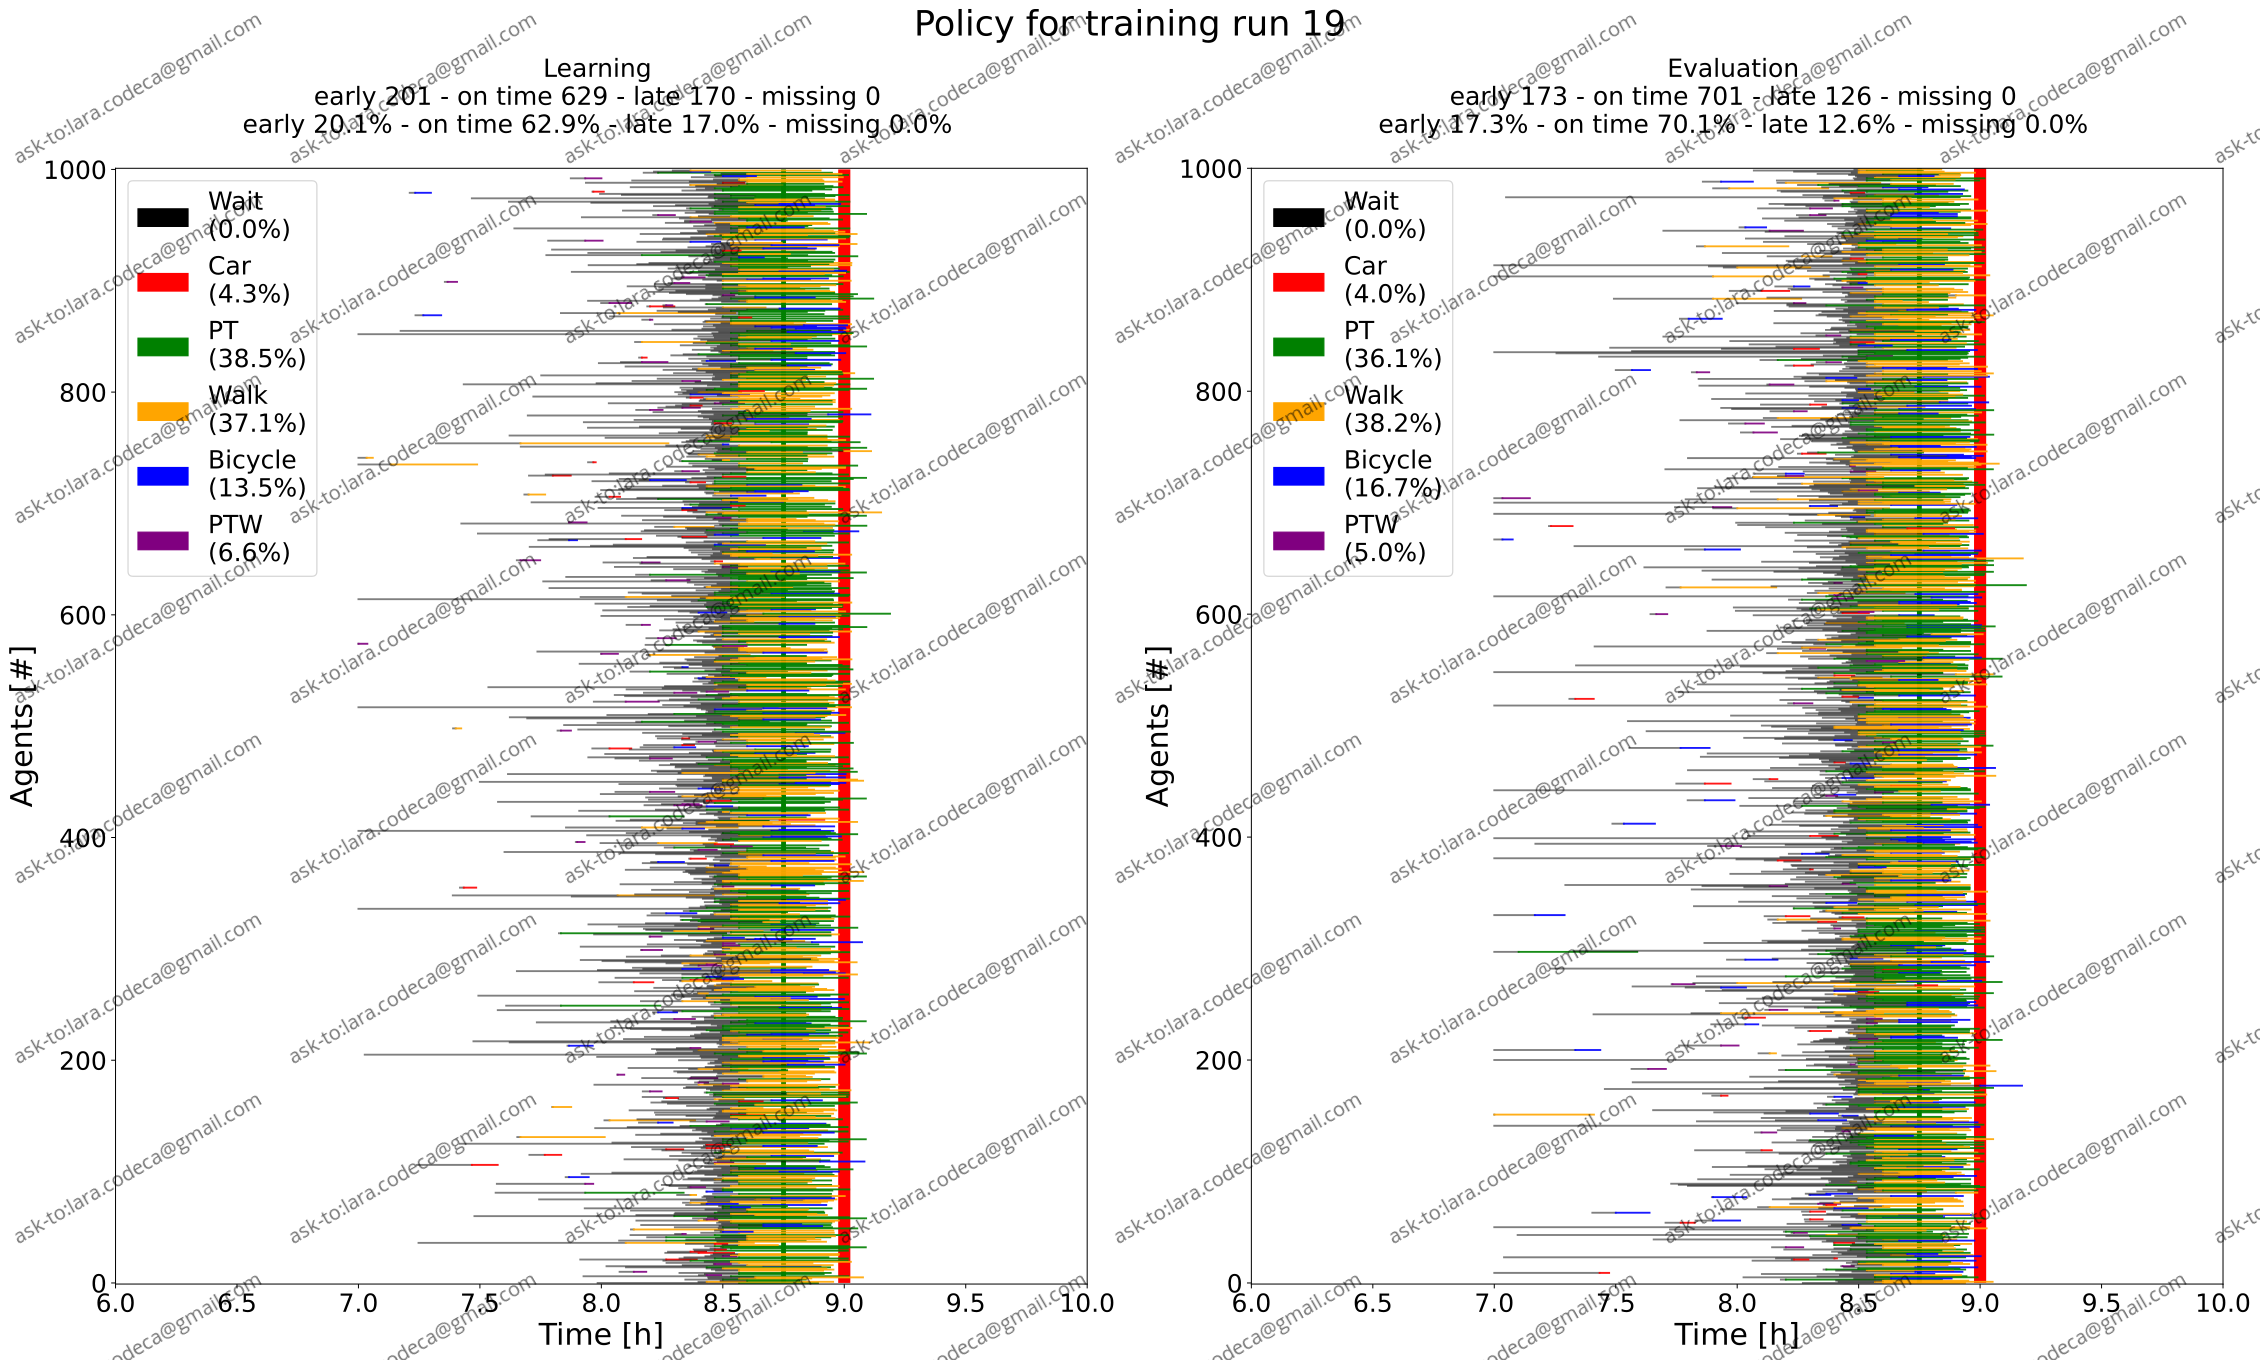 Policy for training run 19
Learning
early 201 - on time 629 - late 170 - missing 0
early 20.1% - on time 62.9% - late 17.0% - missing 0.0%
1000
800
600
400
200
0
Agents [#]
Wait
(0.0%)
Car
(4.3%)
PT
(38.5%)
Walk
(37.1%)
Bicycle
(13.5%)
PTW
(6.6%)
6.0 6.5 7.0 7.5 8.0 8.5 9.0 9.5 10.0
Time [h]
Evaluation
early 173 - on time 701 - late 126 - missing 0
early 17.3% - on time 70.1% - late 12.6% - missing 0.0%
1000
800
600
400
200
0
Agents [#]
Wait
(0.0%)
Car
(4.0%)
PT
(36.1%)
Walk
(38.2%)
Bicycle
(16.7%)
PTW
(5.0%)
6.0 6.5 7.0 7.5 8.0 8.5 9.0 9.5 10.0
Time [h]
ask-to:lara.codeca@gmail.com